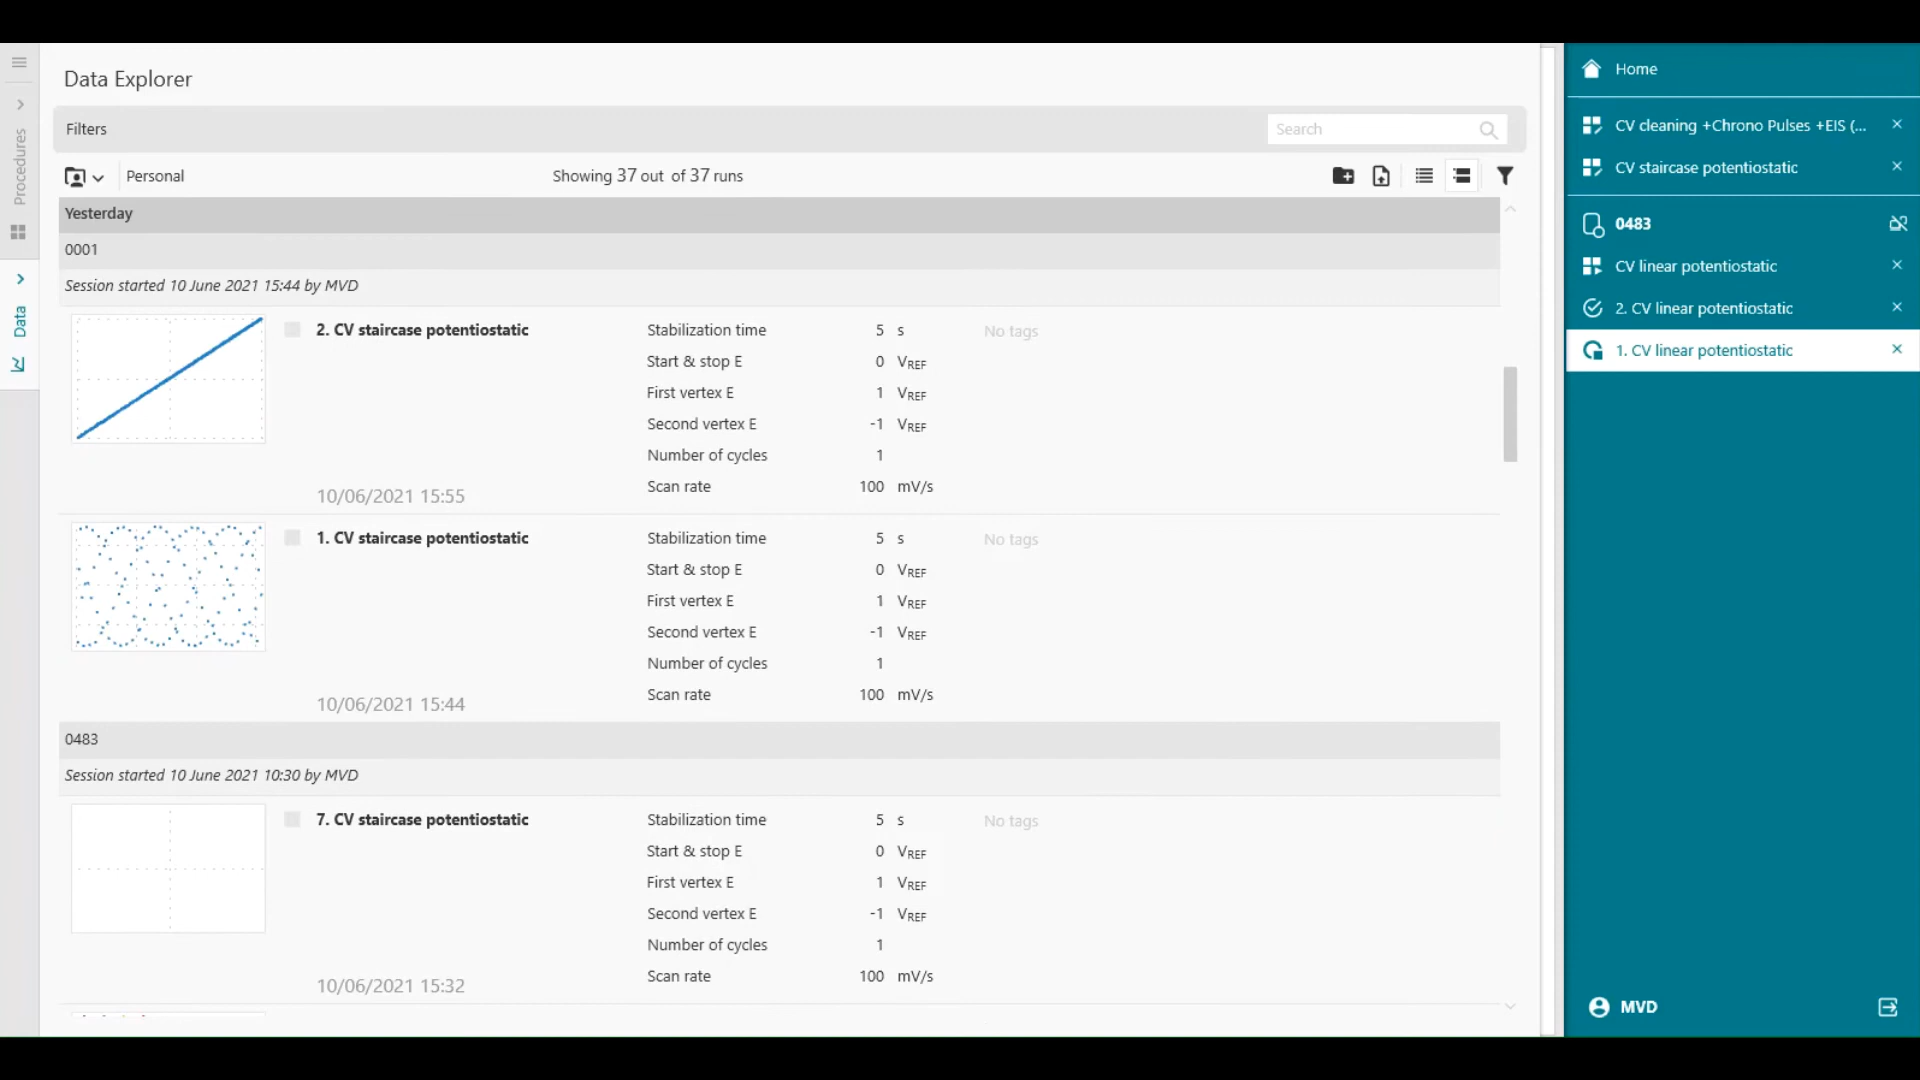 Data Explorer
Filters
Search
Personal
Showing 37 out of 37 runs
Yesterday
0001
Session started 10 June 2021 15:44 by MVD
2. CV staircase potentiostatic
Stabilization time 5 s
No tags
Start & stop E 0 VREF
First vertex E 1 VREF
Second vertex E -1 VREF
Number of cycles 1
Scan rate 100 mV/s
10/06/2021 15:55
1. CV staircase potentiostatic
Stabilization time 5 s
No tags
Start & stop E 0 VREF
First vertex E 1 VREF
Second vertex E -1 VREF
Number of cycles 1
Scan rate 100 mV/s
10/06/2021 15:44
0483
Session started 10 June 2021 10:30 by MVD
7. CV staircase potentiostatic
Stabilization time 5 s
No tags
Start & stop E 0 VREF
First vertex E 1 VREF
Second vertex E -1 VREF
Number of cycles 1
Scan rate 100 mV/s
10/06/2021 15:32
Procedures
Data
Home
CV cleaning +Chrono Pulses +EIS (...
CV staircase potentiostatic
0483
CV linear potentiostatic
2. CV linear potentiostatic
1. CV linear potentiostatic
MVD